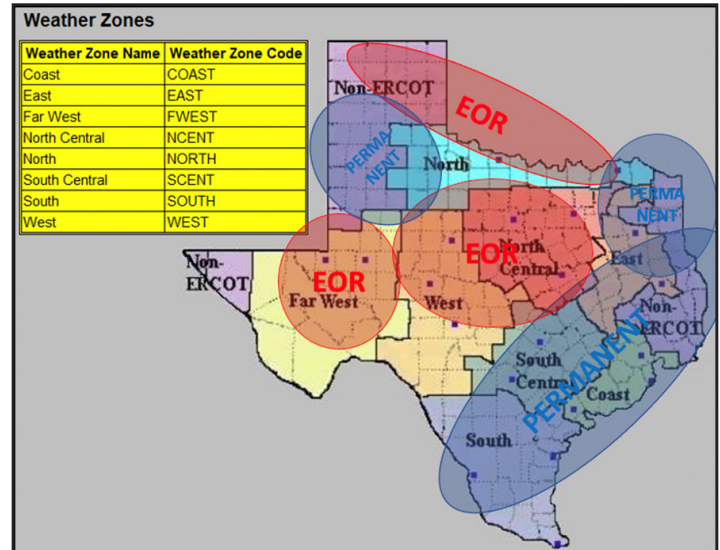 Weather Zones
Weather Zone Name Weather Zone Code
Coast COAST
East EAST
Far West FWEST
North Central NCENT
North NORTH
South Central SCENT
South SOUTH
West WEST
Non-ERCOT
EOR
PERMA
NENT
North
PERMA
NENT
EOR
North
Central
East
Non-
ERCOT
EOR
Far West
West
Non-
ERCOT
PERMANENT
South
Central
Coast
South